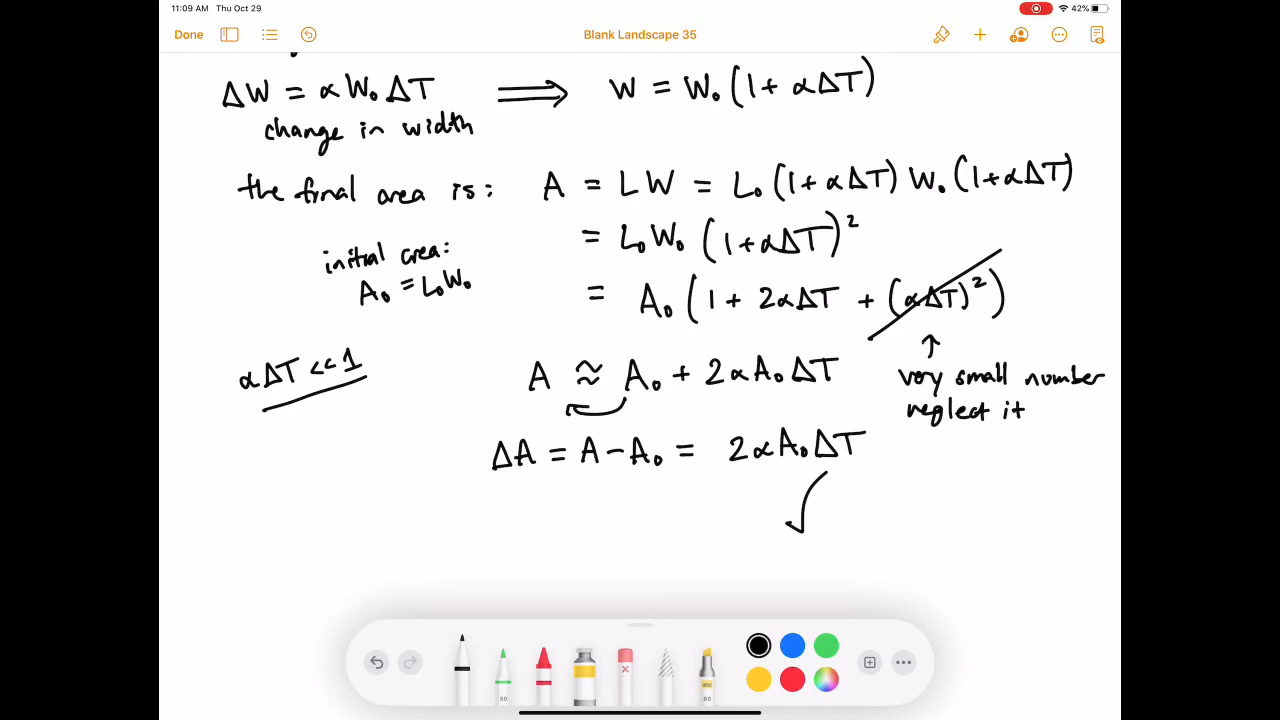 11:09 AM Thu Oct 29
42%
Done
Blank Landscape 35
ΔW = αW₀ΔT ⟹ W = W₀(1 + αΔT)
change in width
the final area is: A = LW = L₀(1+αΔT) W₀(1+αΔT)
= L₀W₀(1+αΔT)²
initial area:
A₀ = L₀W₀
= A₀(1 + 2αΔT + (αΔT)²)
αΔT << 1
A ≈ A₀ + 2αA₀ΔT
↑
very small number
neglect it
ΔA = A − A₀ = 2αA₀ΔT